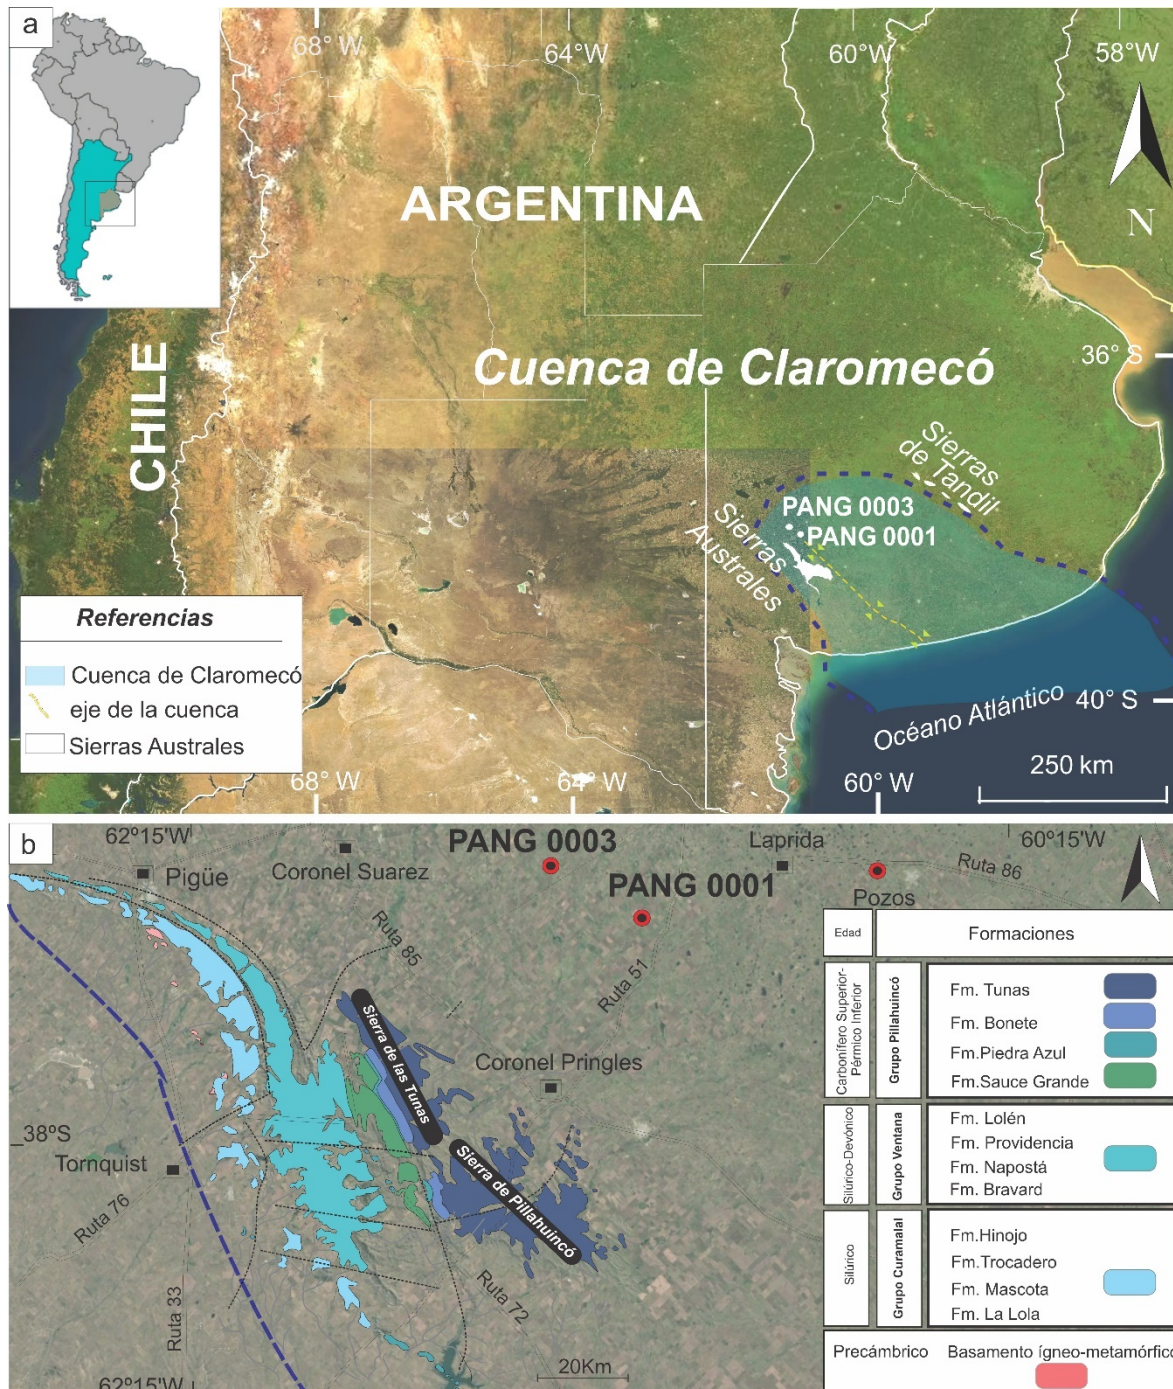 a
68° W
64°W
60°W
58°W
ARGENTINA
N
CHILE
Cuenca de Claromecó
36° S
Sierras
de Tandil
PANG 0003
PANG 0001
Sierras
Australes
Referencias
Cuenca de Claromecó
eje de la cuenca
Sierras Australes
40° S
Océano Atlántico
68° W
64° W
60° W
250 km
b
62°15'W
Pigüe
Coronel Suarez
PANG 0003
PANG 0001
Laprida
60°15'W
Ruta 86
Pozos
Ruta 85
Ruta 51
Sierra de las Tunas
Coronel Pringles
38ºS
Tornquist
Sierra de Pillahuincó
Ruta 76
Ruta 33
Ruta 72
20Km
62°15'W
Edad
Formaciones
Carbonífero Superior-
Pérmico Inferior
Grupo Pillahuincó
Fm. Tunas
Fm. Bonete
Fm.Piedra Azul
Fm.Sauce Grande
Silúrico-Devónico
Grupo Ventana
Fm. Lolén
Fm. Providencia
Fm. Napostá
Fm. Bravard
Silúrico
Grupo Curamalal
Fm.Hinojo
Fm.Trocadero
Fm. Mascota
Fm. La Lola
Precámbrico
Basamento ígneo-metamórfico